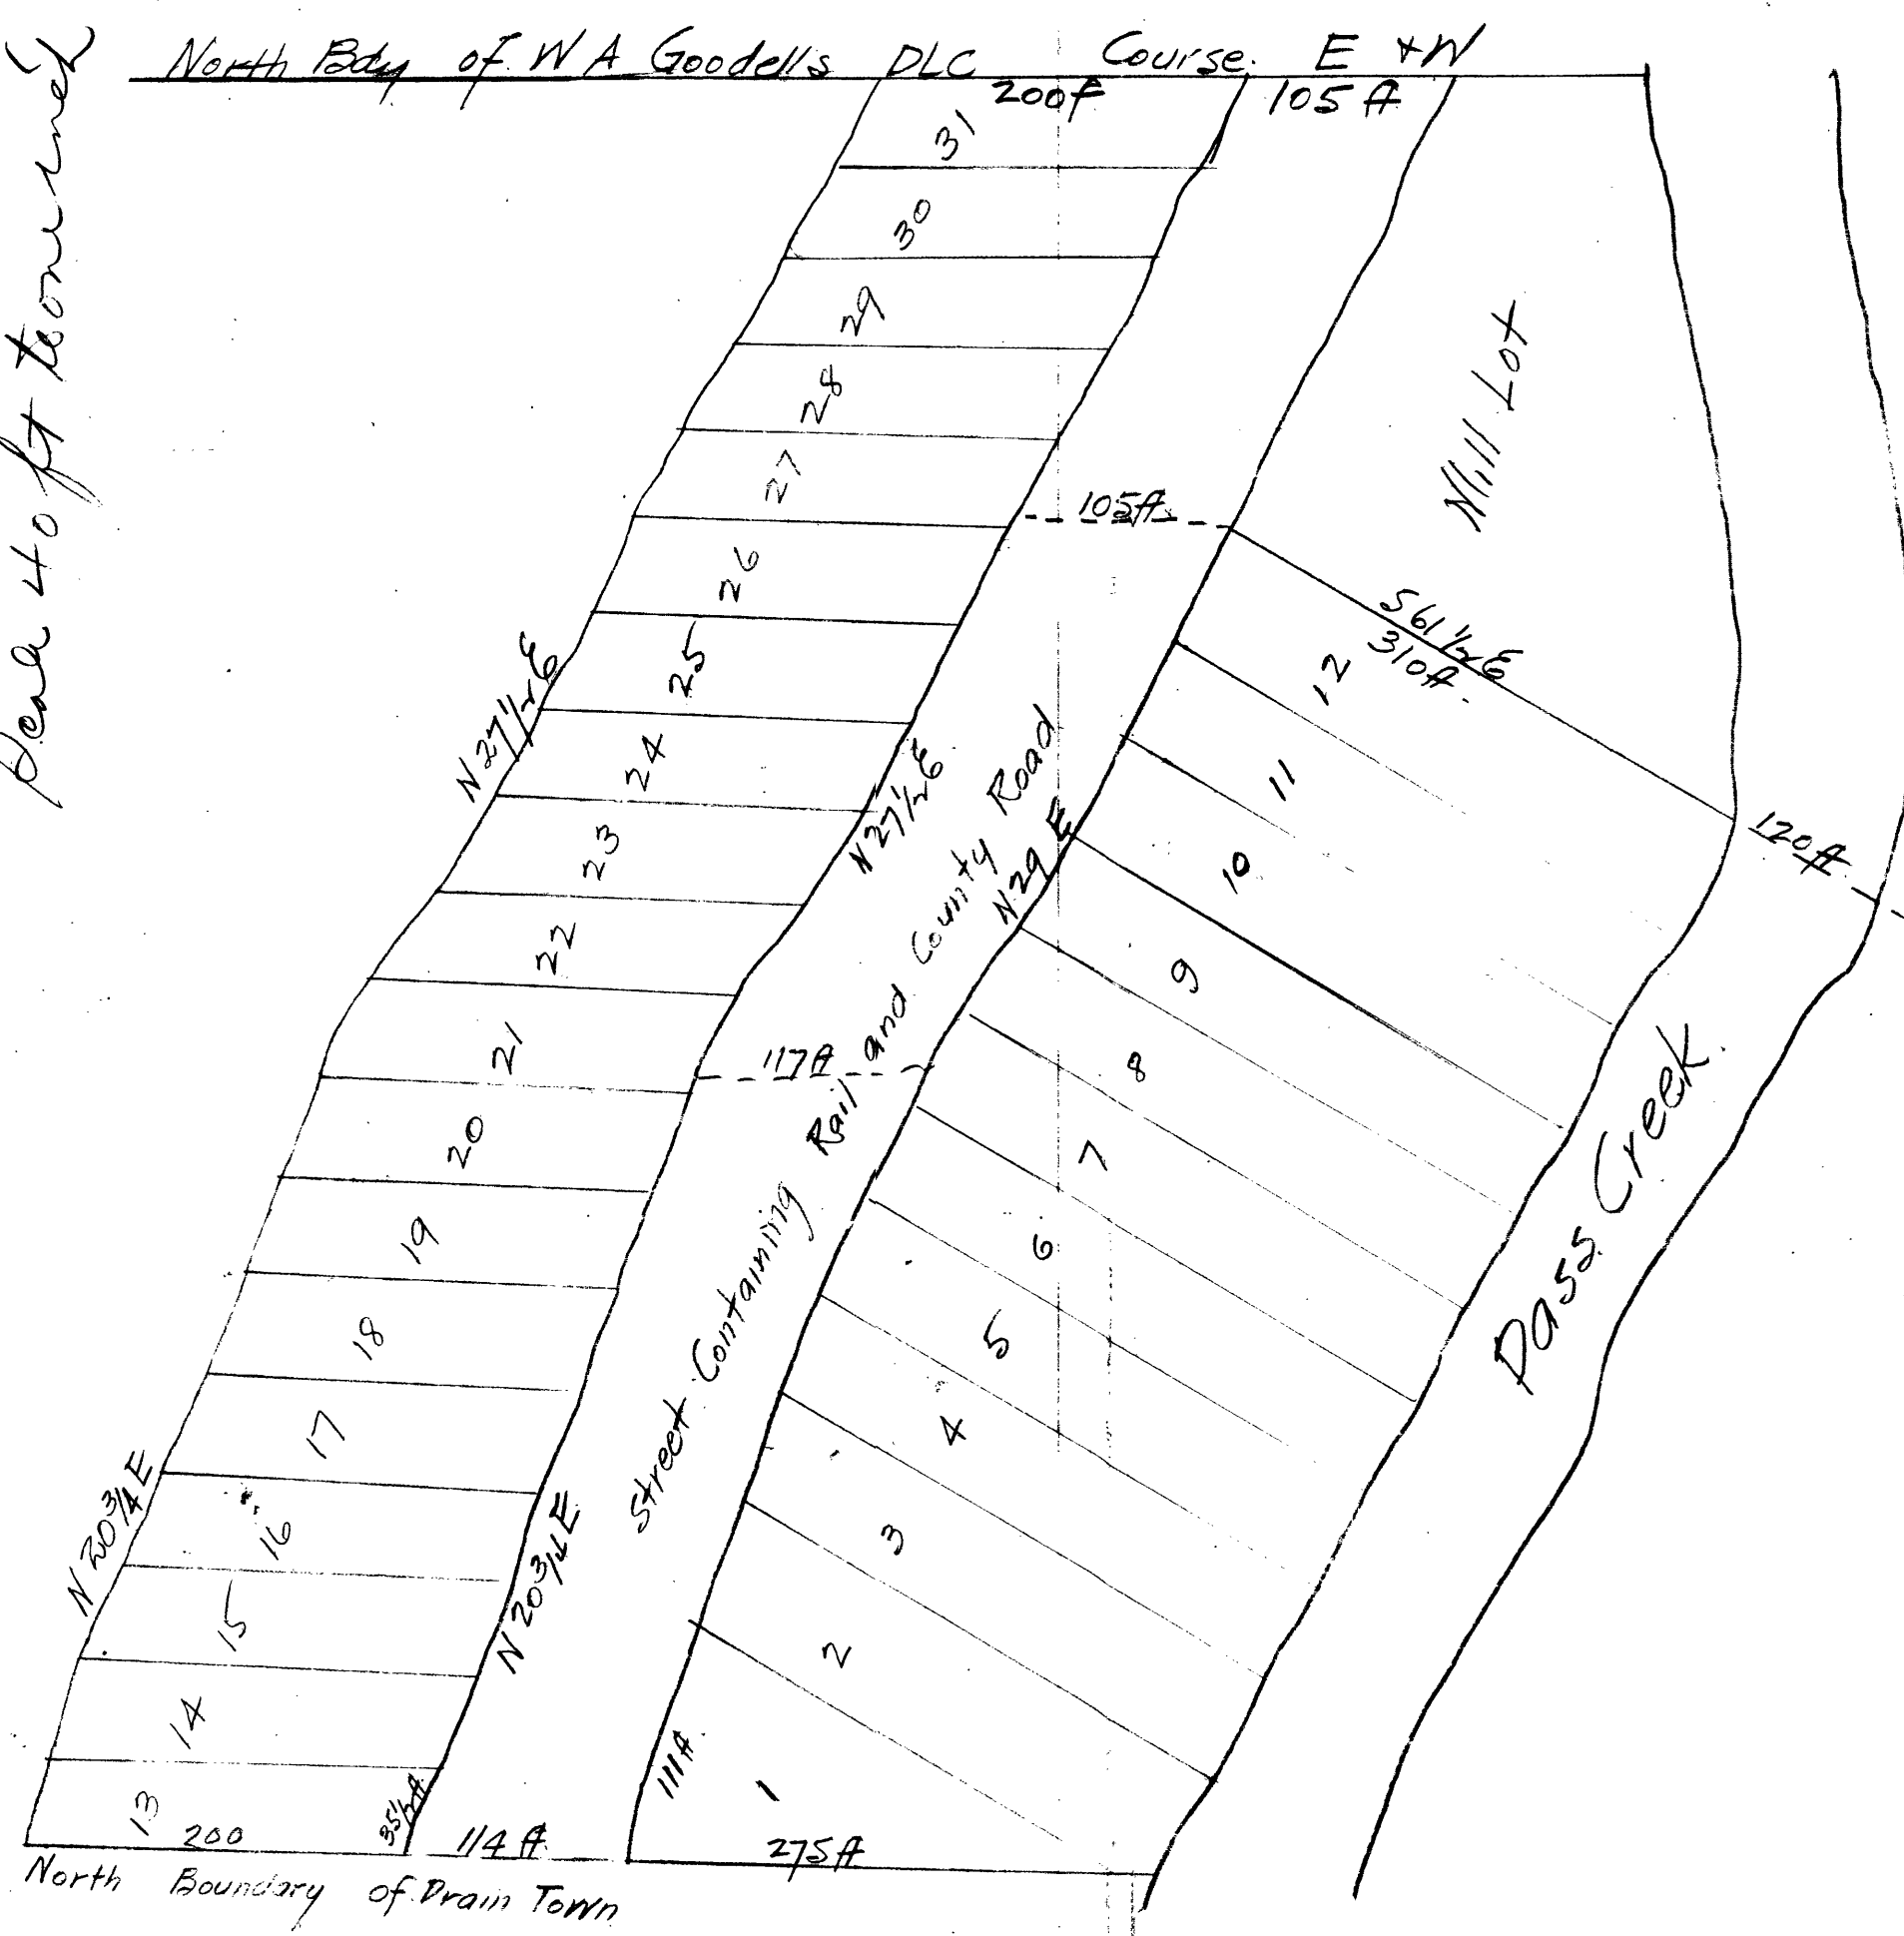 North Bdy of W A Goodells DLC Course. E + W
200 f
105 ft
31
30
29
28
27
26
25
24
23
22
21
20
19
18
17
16
15
14
13
N 27 1/2 E
N 27 1/2 E
N 20 3/4 E
N 20 3/4 E
105 ft
117 ft
Street Containing Rail and County Road
N 29 E
Mill Lot
S 61 1/2 E
310 ft.
120 ft
12
11
10
9
8
7
6
5
4
3
2
1
Pass Creek.
111 ft.
35 1/2 ft
200
114 ft
275 ft
North Boundary of Drain Town
40 ft to one inch